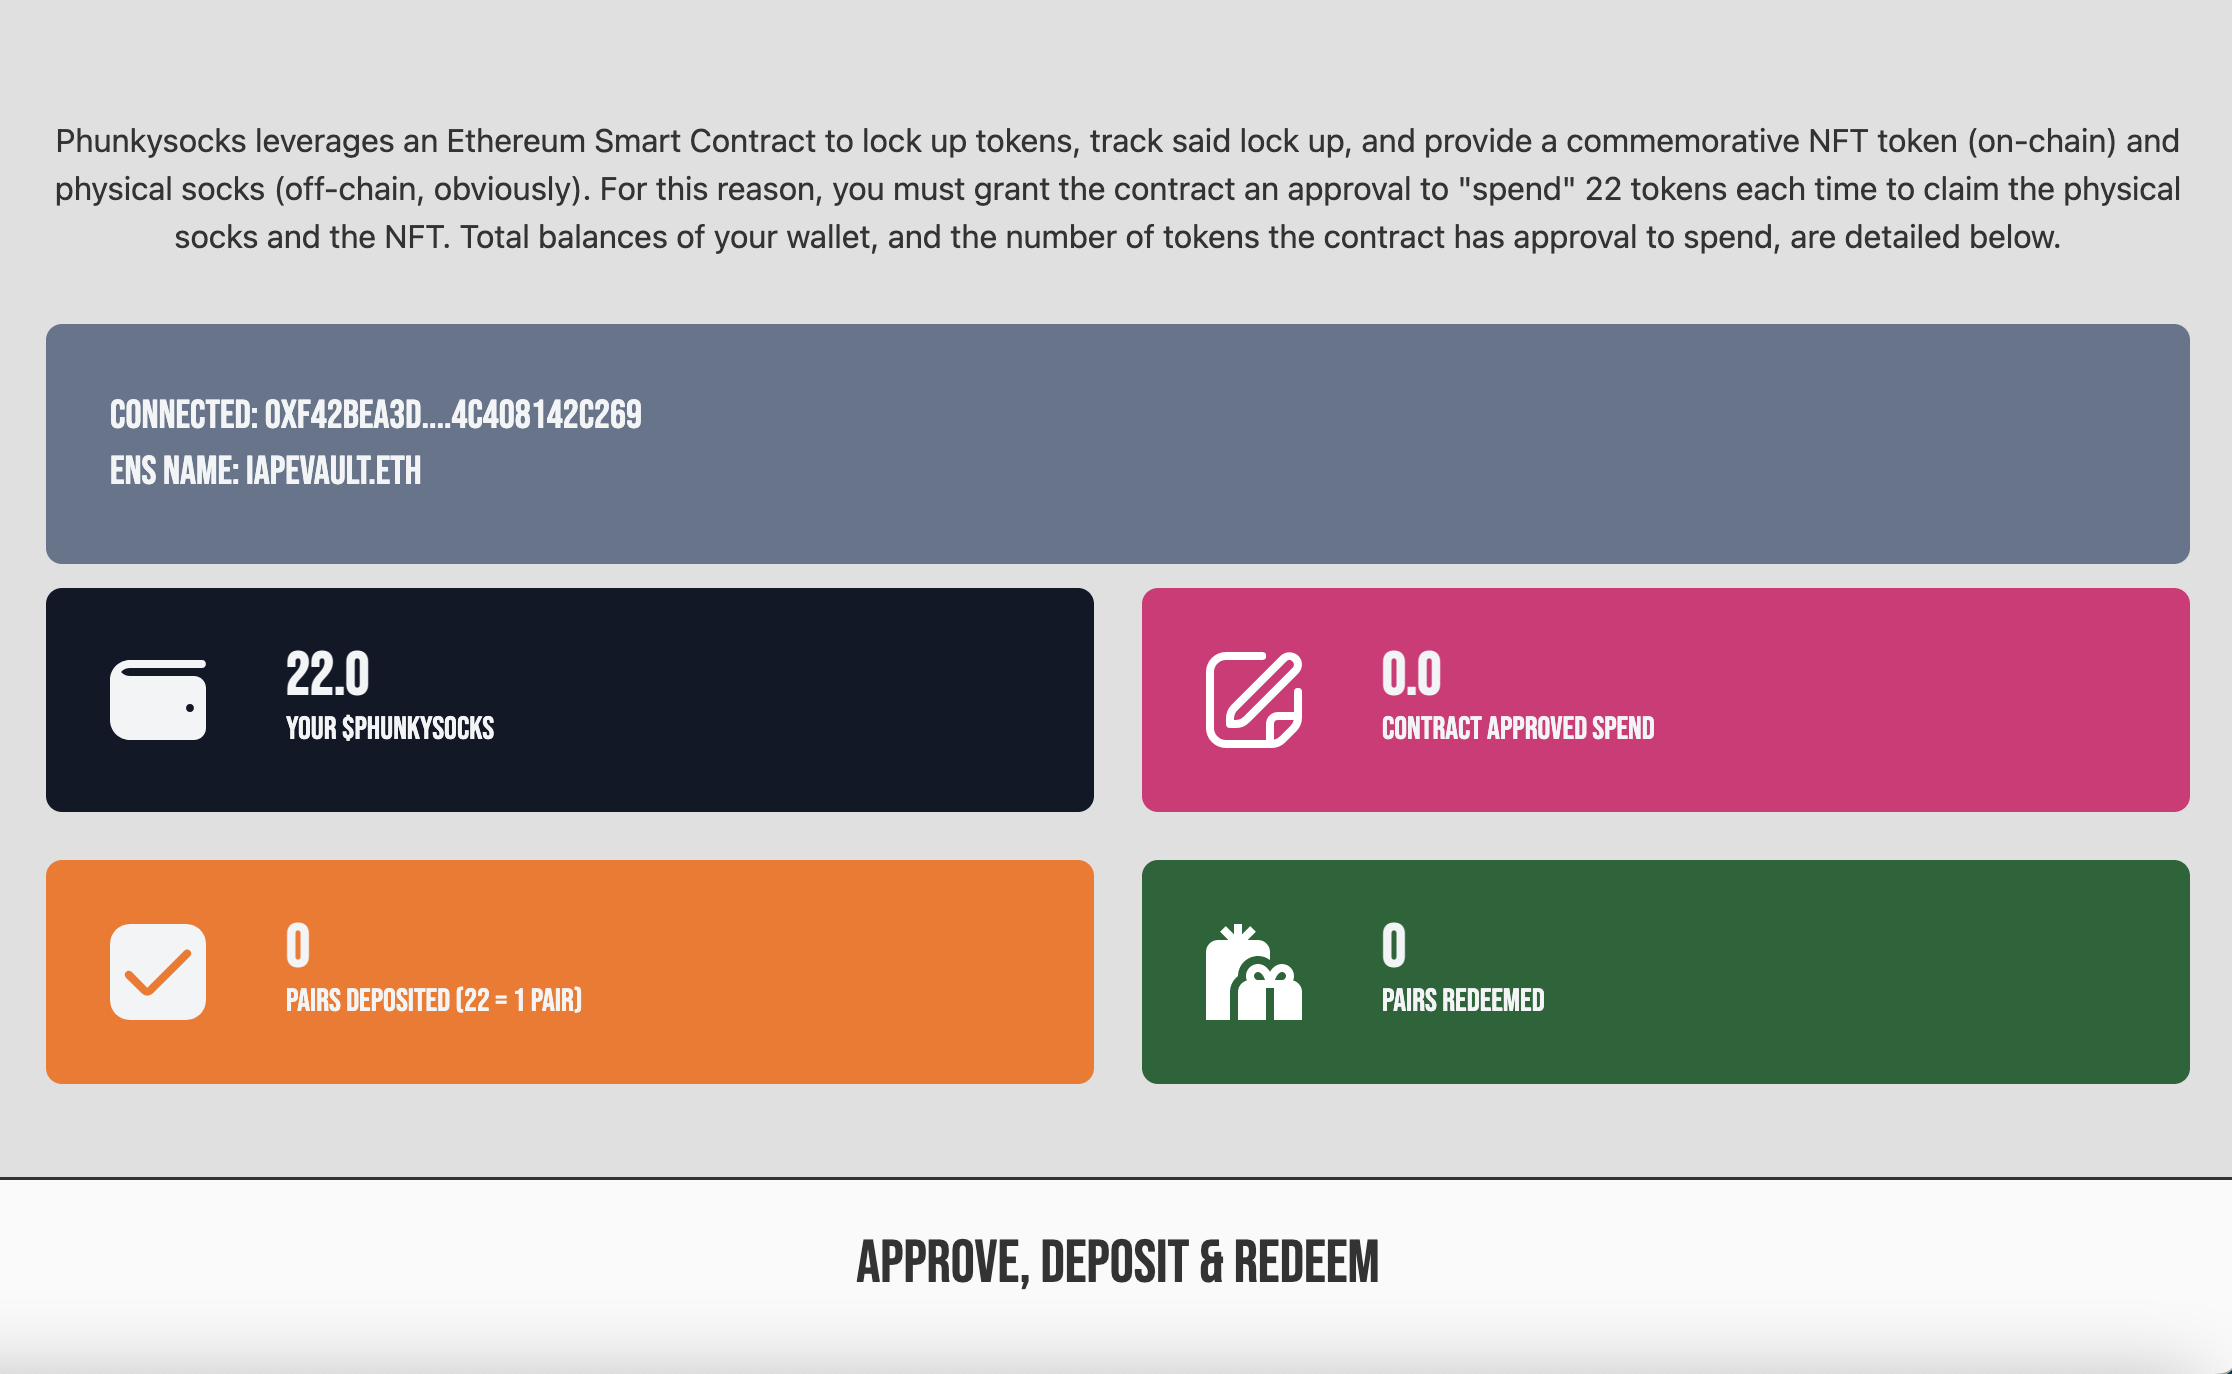 Phunkysocks leverages an Ethereum Smart Contract to lock up tokens, track said lock up, and provide a commemorative NFT token (on-chain) and
physical socks (off-chain, obviously). For this reason, you must grant the contract an approval to "spend" 22 tokens each time to claim the physical
socks and the NFT. Total balances of your wallet, and the number of tokens the contract has approval to spend, are detailed below.
CONNECTED: 0XF42BEA3D....4C408142C269
ENS NAME: IAPEVAULT.ETH
22.0
YOUR $PHUNKYSOCKS
0.0
CONTRACT APPROVED SPEND
0
PAIRS DEPOSITED (22 = 1 PAIR)
0
PAIRS REDEEMED
APPROVE, DEPOSIT & REDEEM